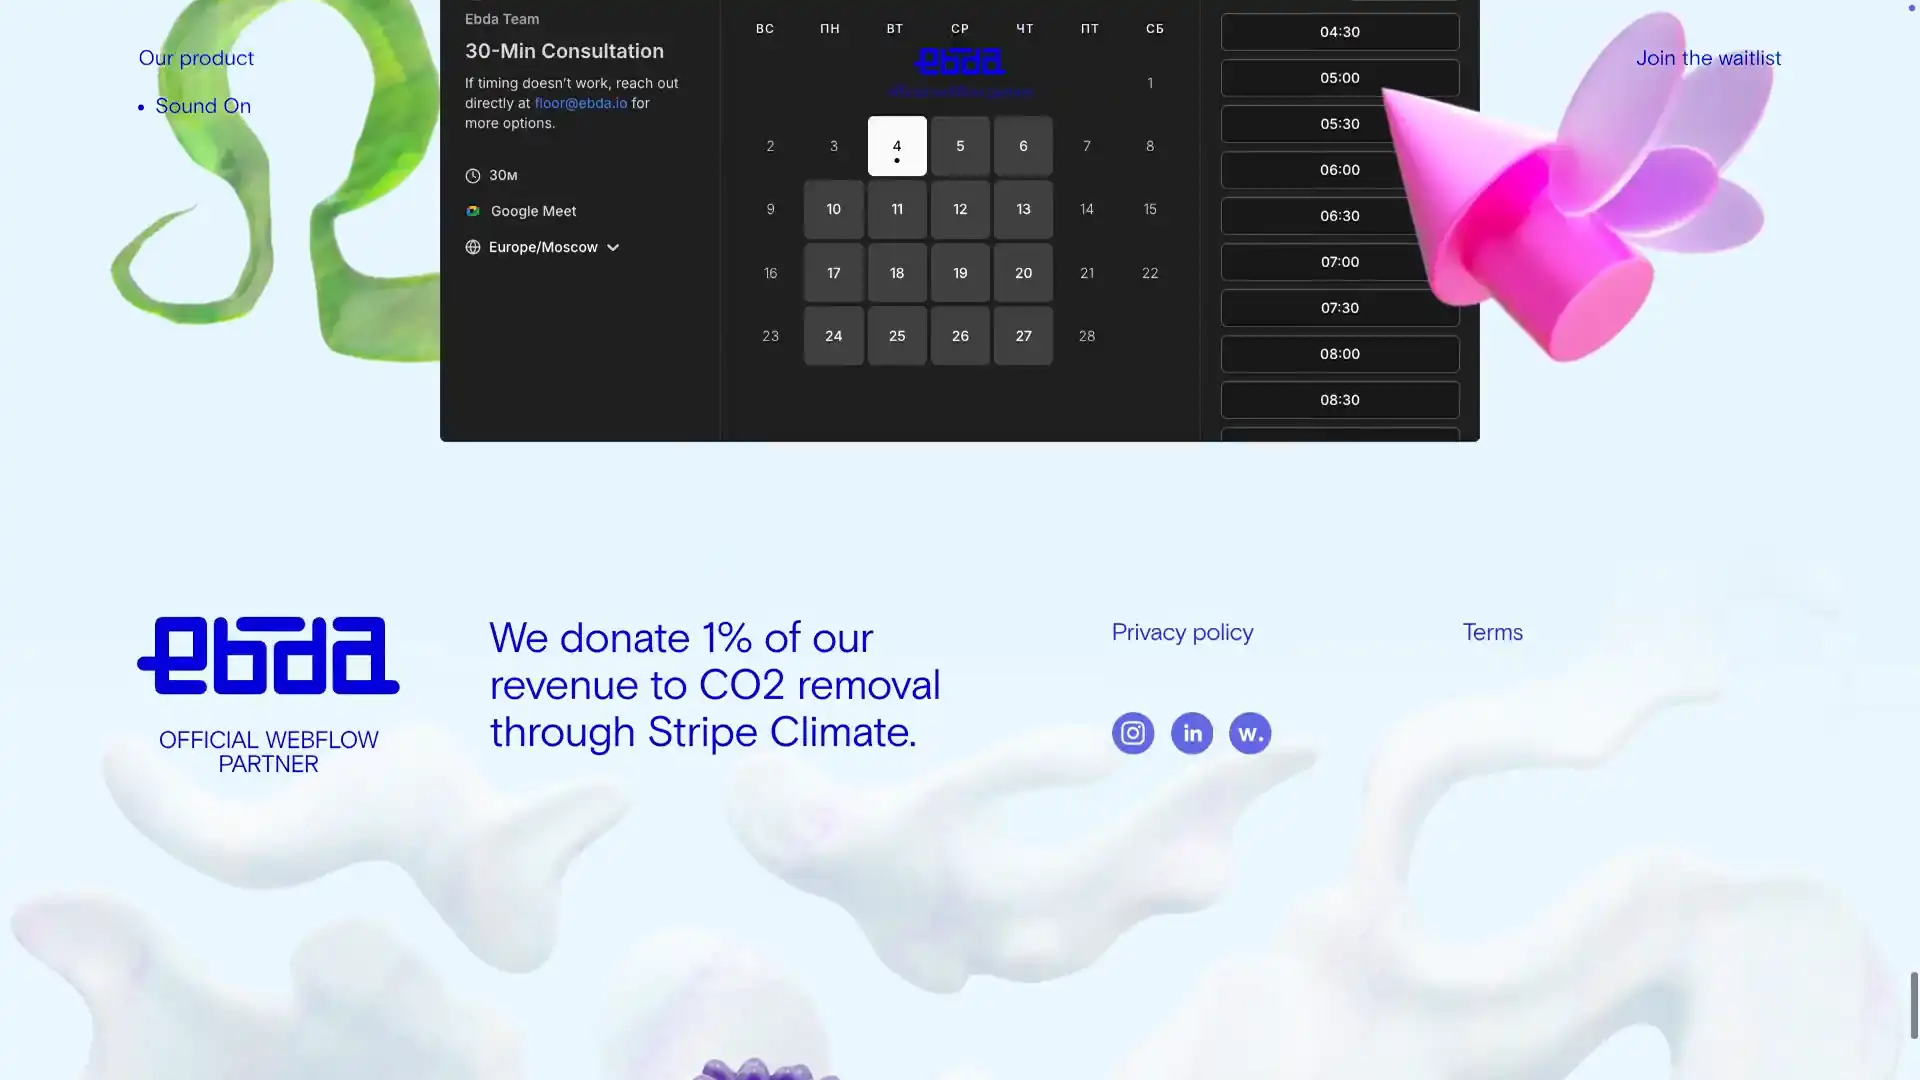 Our product
• Sound On
Join the waitlist
Ebda Team
30-Min Consultation
If timing doesn’t work, reach out
directly at floor@ebda.io for
more options.
30м
Google Meet
Europe/Moscow
ВС ПН ВТ СР ЧТ ПТ СБ
ebda
official webflow partner
1
2 3 4 5 6 7 8
9 10 11 12 13 14 15
16 17 18 19 20 21 22
23 24 25 26 27 28
04:30
05:00
05:30
06:00
06:30
07:00
07:30
08:00
08:30
ebda
OFFICIAL WEBFLOW
PARTNER
We donate 1% of our
revenue to CO2 removal
through Stripe Climate.
Privacy policy
Terms
in
w.